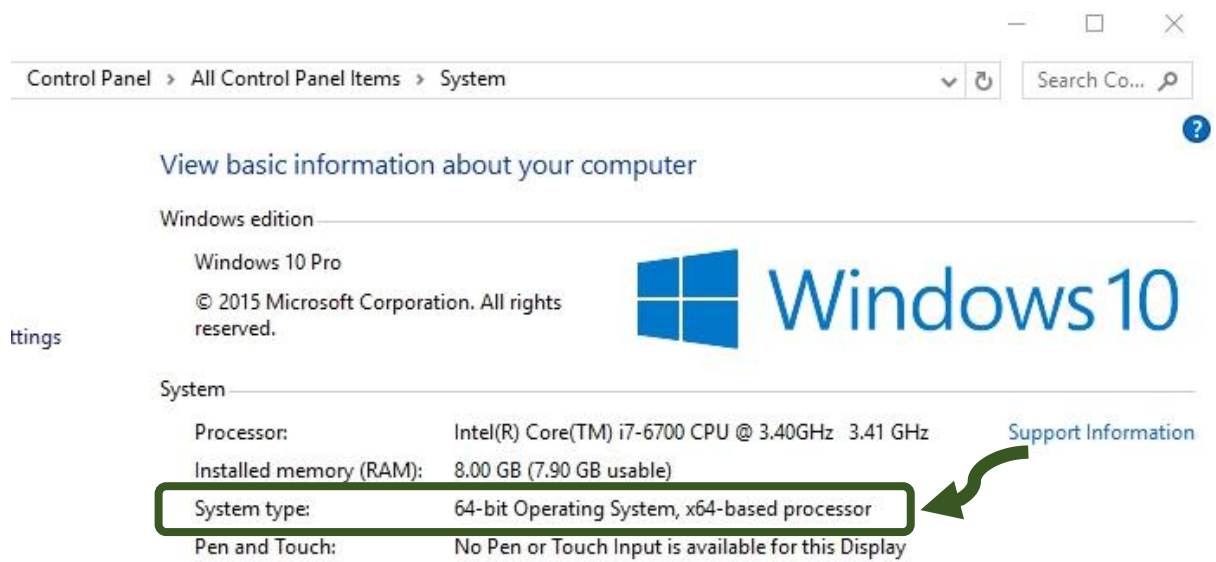 Control Panel > All Control Panel Items > System
Search Co...
?
View basic information about your computer
Windows edition
Windows 10 Pro
© 2015 Microsoft Corporation. All rights
reserved.
Windows 10
ttings
System
Processor: Intel(R) Core(TM) i7-6700 CPU @ 3.40GHz 3.41 GHz
Support Information
Installed memory (RAM): 8.00 GB (7.90 GB usable)
System type: 64-bit Operating System, x64-based processor
Pen and Touch: No Pen or Touch Input is available for this Display